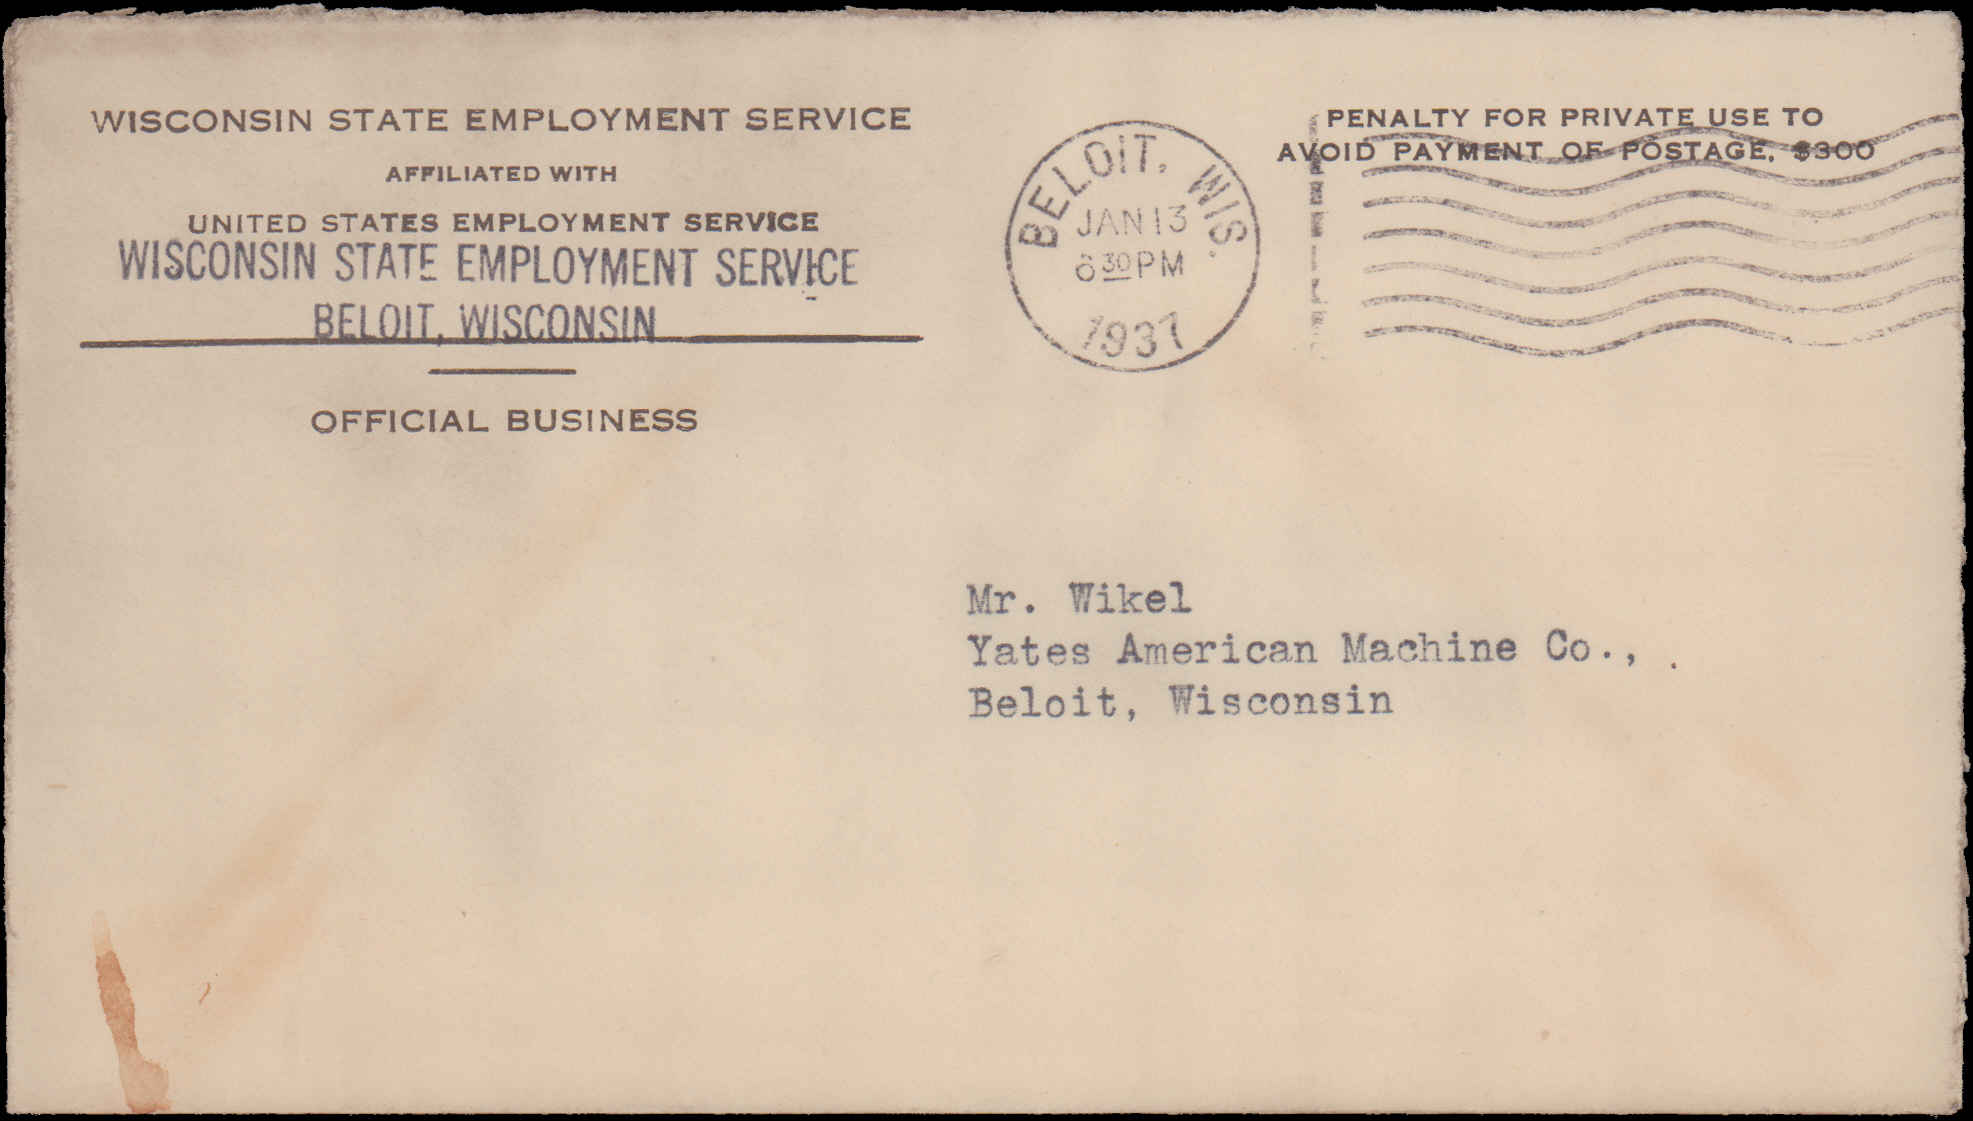 WISCONSIN STATE EMPLOYMENT SERVICE
AFFILIATED WITH
UNITED STATES EMPLOYMENT SERVICE
WISCONSIN STATE EMPLOYMENT SERVICE
BELOIT, WISCONSIN
OFFICIAL BUSINESS
BELOIT, WIS.
JAN 13
6 30 PM
1937
PENALTY FOR PRIVATE USE TO
AVOID PAYMENT OF POSTAGE, $300
Mr. Wikel
Yates American Machine Co., .
Beloit, Wisconsin